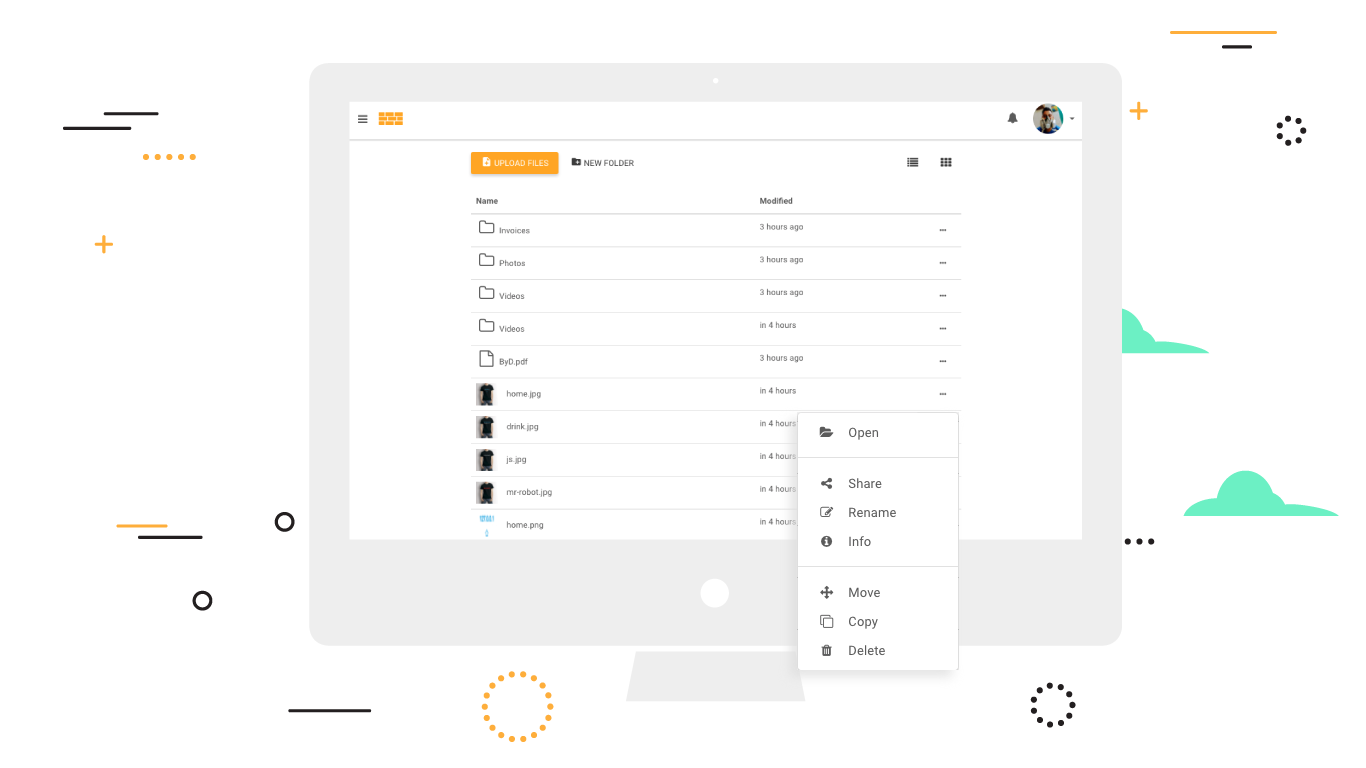 UPLOAD FILES NEW FOLDER
Name Modified
Invoices 3 hours ago
Photos 3 hours ago
Videos 3 hours ago
Videos in 4 hours
ByD.pdf 3 hours ago
home.jpg in 4 hours
drink.jpg in 4 hours
js.jpg in 4 hours
mr-robot.jpg in 4 hours
home.png in 4 hours
Open
Share
Rename
Info
Move
Copy
Delete